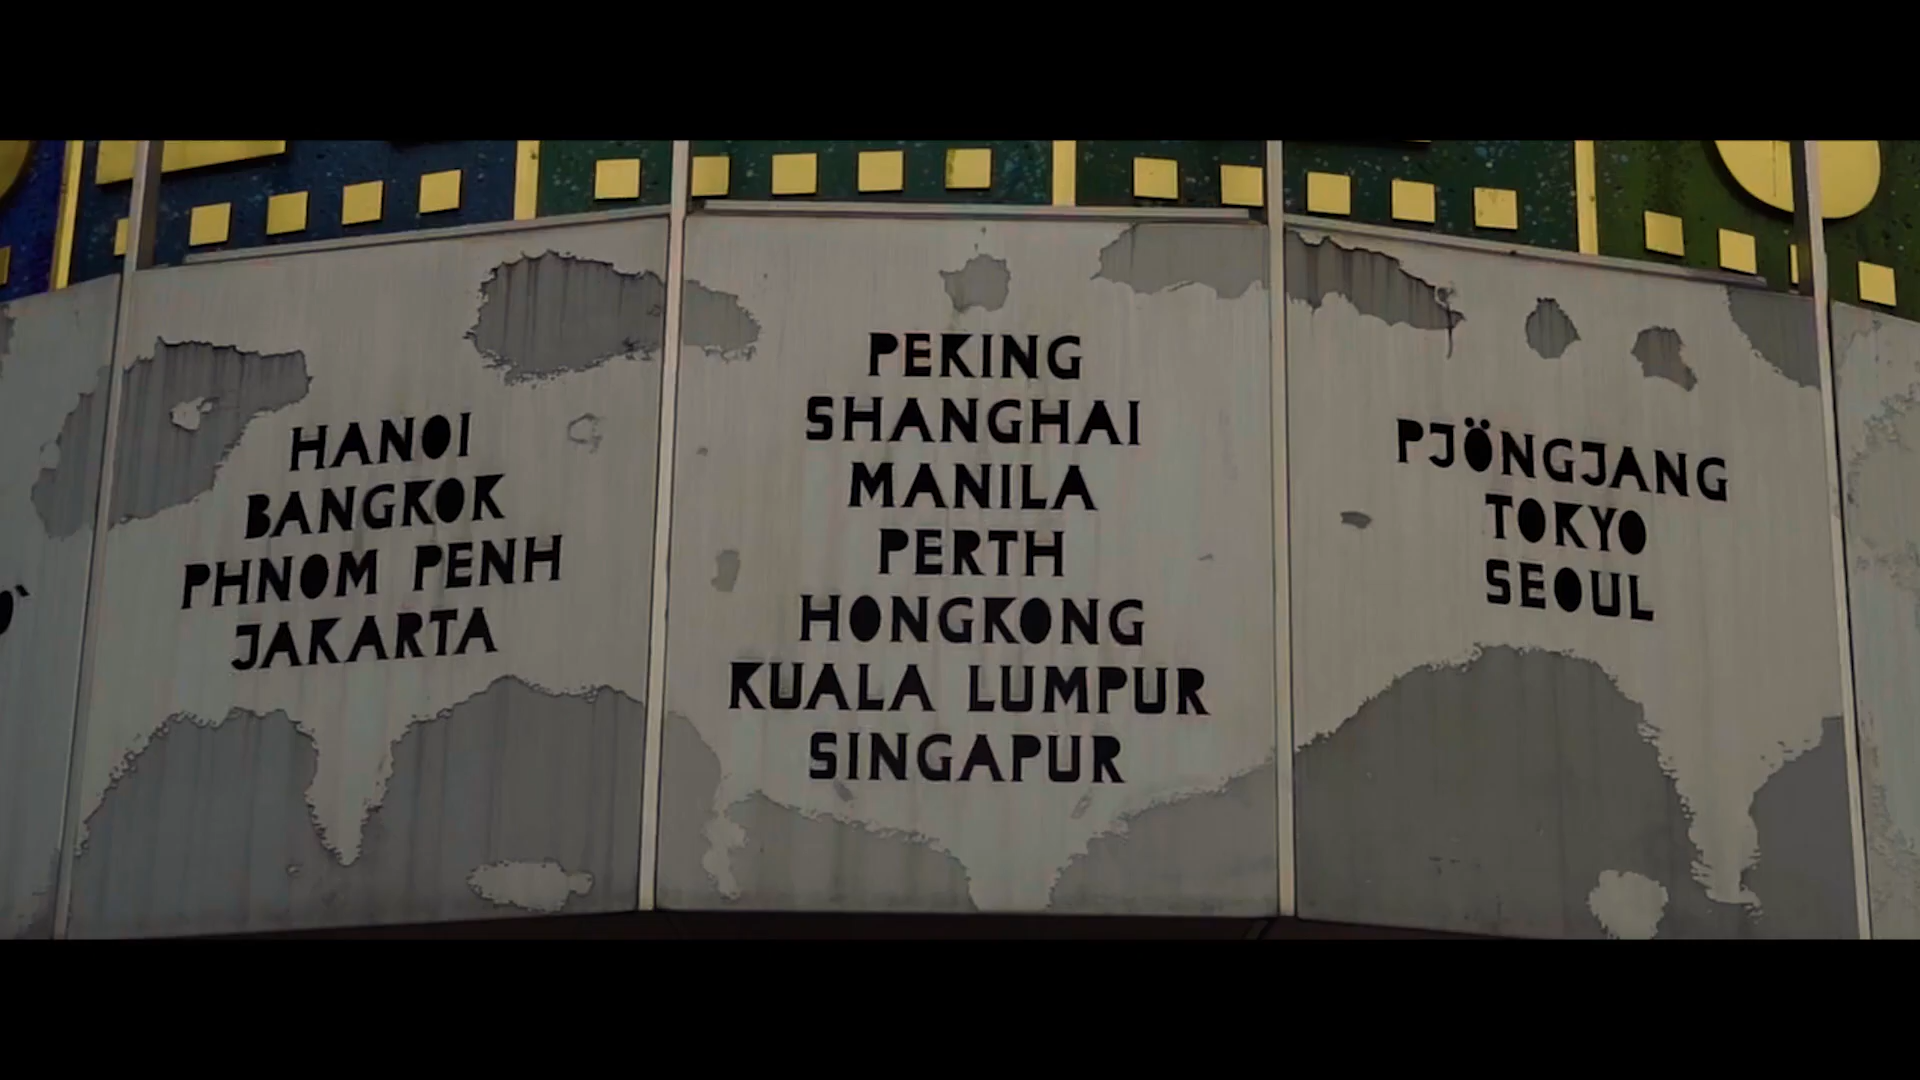 HANOI
BANGKOK
PHNOM PENH
JAKARTA
PEKING
SHANGHAI
MANILA
PERTH
HONGKONG
KUALA LUMPUR
SINGAPUR
PJÖNGJANG
TOKYO
SEOUL